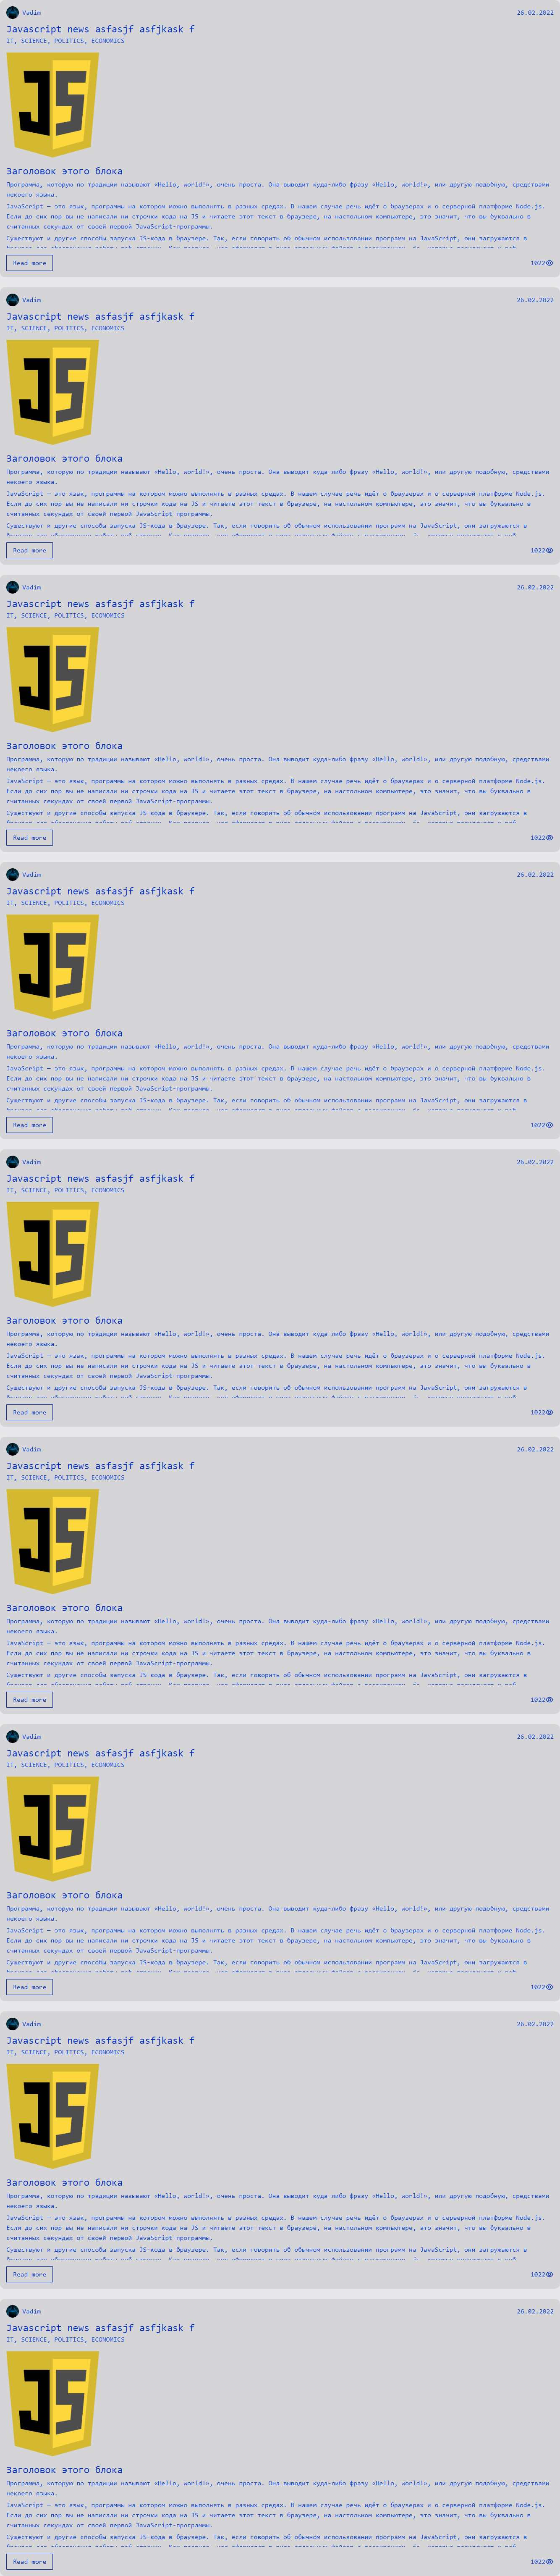 Vadim 26.02.2022
Javascript news asfasjf asfjkask f
IT, SCIENCE, POLITICS, ECONOMICS
JS
Заголовок этого блока
Программа, которую по традиции называют «Hello, world!», очень проста. Она выводит куда-либо фразу «Hello, world!», или другую подобную, средствами
некоего языка.
JavaScript — это язык, программы на котором можно выполнять в разных средах. В нашем случае речь идёт о браузерах и о серверной платформе Node.js.
Если до сих пор вы не написали ни строчки кода на JS и читаете этот текст в браузере, на настольном компьютере, это значит, что вы буквально в
считанных секундах от своей первой JavaScript-программы.
Существуют и другие способы запуска JS-кода в браузере. Так, если говорить об обычном использовании программ на JavaScript, они загружаются в
Read more 1022
Vadim 26.02.2022
Javascript news asfasjf asfjkask f
IT, SCIENCE, POLITICS, ECONOMICS
JS
Заголовок этого блока
Программа, которую по традиции называют «Hello, world!», очень проста. Она выводит куда-либо фразу «Hello, world!», или другую подобную, средствами
некоего языка.
JavaScript — это язык, программы на котором можно выполнять в разных средах. В нашем случае речь идёт о браузерах и о серверной платформе Node.js.
Если до сих пор вы не написали ни строчки кода на JS и читаете этот текст в браузере, на настольном компьютере, это значит, что вы буквально в
считанных секундах от своей первой JavaScript-программы.
Существуют и другие способы запуска JS-кода в браузере. Так, если говорить об обычном использовании программ на JavaScript, они загружаются в
Read more 1022
Vadim 26.02.2022
Javascript news asfasjf asfjkask f
IT, SCIENCE, POLITICS, ECONOMICS
JS
Заголовок этого блока
Программа, которую по традиции называют «Hello, world!», очень проста. Она выводит куда-либо фразу «Hello, world!», или другую подобную, средствами
некоего языка.
JavaScript — это язык, программы на котором можно выполнять в разных средах. В нашем случае речь идёт о браузерах и о серверной платформе Node.js.
Если до сих пор вы не написали ни строчки кода на JS и читаете этот текст в браузере, на настольном компьютере, это значит, что вы буквально в
считанных секундах от своей первой JavaScript-программы.
Существуют и другие способы запуска JS-кода в браузере. Так, если говорить об обычном использовании программ на JavaScript, они загружаются в
Read more 1022
Vadim 26.02.2022
Javascript news asfasjf asfjkask f
IT, SCIENCE, POLITICS, ECONOMICS
JS
Заголовок этого блока
Программа, которую по традиции называют «Hello, world!», очень проста. Она выводит куда-либо фразу «Hello, world!», или другую подобную, средствами
некоего языка.
JavaScript — это язык, программы на котором можно выполнять в разных средах. В нашем случае речь идёт о браузерах и о серверной платформе Node.js.
Если до сих пор вы не написали ни строчки кода на JS и читаете этот текст в браузере, на настольном компьютере, это значит, что вы буквально в
считанных секундах от своей первой JavaScript-программы.
Существуют и другие способы запуска JS-кода в браузере. Так, если говорить об обычном использовании программ на JavaScript, они загружаются в
Read more 1022
Vadim 26.02.2022
Javascript news asfasjf asfjkask f
IT, SCIENCE, POLITICS, ECONOMICS
JS
Заголовок этого блока
Программа, которую по традиции называют «Hello, world!», очень проста. Она выводит куда-либо фразу «Hello, world!», или другую подобную, средствами
некоего языка.
JavaScript — это язык, программы на котором можно выполнять в разных средах. В нашем случае речь идёт о браузерах и о серверной платформе Node.js.
Если до сих пор вы не написали ни строчки кода на JS и читаете этот текст в браузере, на настольном компьютере, это значит, что вы буквально в
считанных секундах от своей первой JavaScript-программы.
Существуют и другие способы запуска JS-кода в браузере. Так, если говорить об обычном использовании программ на JavaScript, они загружаются в
Read more 1022
Vadim 26.02.2022
Javascript news asfasjf asfjkask f
IT, SCIENCE, POLITICS, ECONOMICS
JS
Заголовок этого блока
Программа, которую по традиции называют «Hello, world!», очень проста. Она выводит куда-либо фразу «Hello, world!», или другую подобную, средствами
некоего языка.
JavaScript — это язык, программы на котором можно выполнять в разных средах. В нашем случае речь идёт о браузерах и о серверной платформе Node.js.
Если до сих пор вы не написали ни строчки кода на JS и читаете этот текст в браузере, на настольном компьютере, это значит, что вы буквально в
считанных секундах от своей первой JavaScript-программы.
Существуют и другие способы запуска JS-кода в браузере. Так, если говорить об обычном использовании программ на JavaScript, они загружаются в
Read more 1022
Vadim 26.02.2022
Javascript news asfasjf asfjkask f
IT, SCIENCE, POLITICS, ECONOMICS
JS
Заголовок этого блока
Программа, которую по традиции называют «Hello, world!», очень проста. Она выводит куда-либо фразу «Hello, world!», или другую подобную, средствами
некоего языка.
JavaScript — это язык, программы на котором можно выполнять в разных средах. В нашем случае речь идёт о браузерах и о серверной платформе Node.js.
Если до сих пор вы не написали ни строчки кода на JS и читаете этот текст в браузере, на настольном компьютере, это значит, что вы буквально в
считанных секундах от своей первой JavaScript-программы.
Существуют и другие способы запуска JS-кода в браузере. Так, если говорить об обычном использовании программ на JavaScript, они загружаются в
Read more 1022
Vadim 26.02.2022
Javascript news asfasjf asfjkask f
IT, SCIENCE, POLITICS, ECONOMICS
JS
Заголовок этого блока
Программа, которую по традиции называют «Hello, world!», очень проста. Она выводит куда-либо фразу «Hello, world!», или другую подобную, средствами
некоего языка.
JavaScript — это язык, программы на котором можно выполнять в разных средах. В нашем случае речь идёт о браузерах и о серверной платформе Node.js.
Если до сих пор вы не написали ни строчки кода на JS и читаете этот текст в браузере, на настольном компьютере, это значит, что вы буквально в
считанных секундах от своей первой JavaScript-программы.
Существуют и другие способы запуска JS-кода в браузере. Так, если говорить об обычном использовании программ на JavaScript, они загружаются в
Read more 1022
Vadim 26.02.2022
Javascript news asfasjf asfjkask f
IT, SCIENCE, POLITICS, ECONOMICS
JS
Заголовок этого блока
Программа, которую по традиции называют «Hello, world!», очень проста. Она выводит куда-либо фразу «Hello, world!», или другую подобную, средствами
некоего языка.
JavaScript — это язык, программы на котором можно выполнять в разных средах. В нашем случае речь идёт о браузерах и о серверной платформе Node.js.
Если до сих пор вы не написали ни строчки кода на JS и читаете этот текст в браузере, на настольном компьютере, это значит, что вы буквально в
считанных секундах от своей первой JavaScript-программы.
Существуют и другие способы запуска JS-кода в браузере. Так, если говорить об обычном использовании программ на JavaScript, они загружаются в
Read more 1022